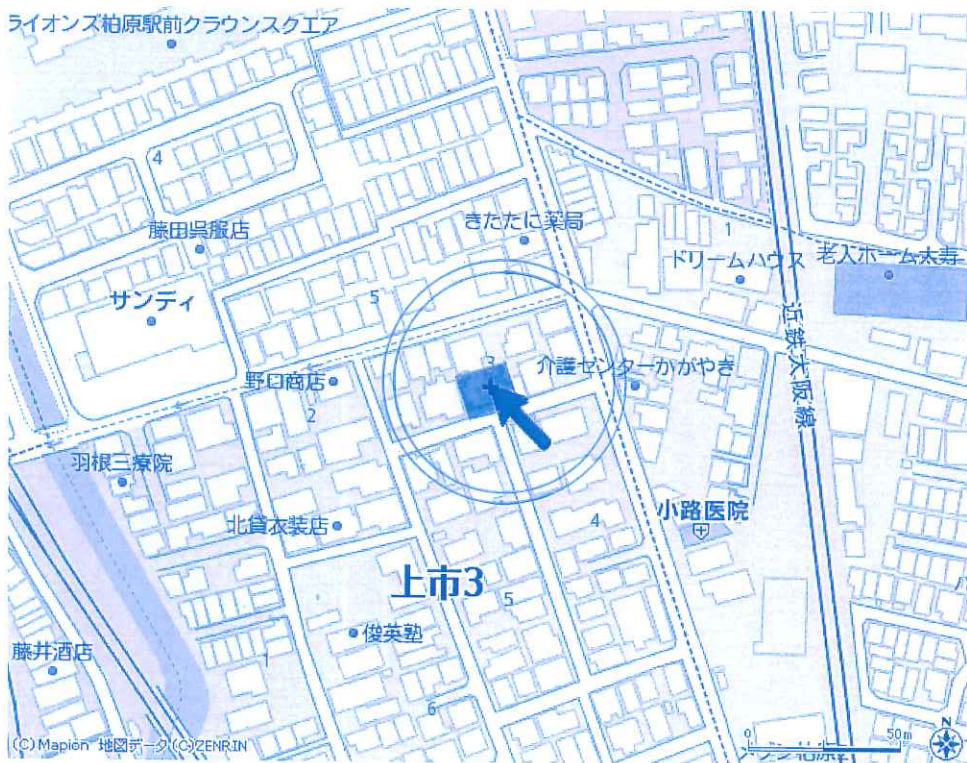 ライオンズ柏原駅前クラウンスクエア
4
藤田呉服店
きたたに薬局
1
ドリームハウス
老人ホーム太寿
サンディ
5
近鉄大阪線
3
介護センターかがやき
野口商店
2
羽根三療院
北貸衣装店
小路医院
4
上市3
5
俊英塾
藤井酒店
1
6
N
0
50m
(C)Mapion 地図データ(C)ZENRIN